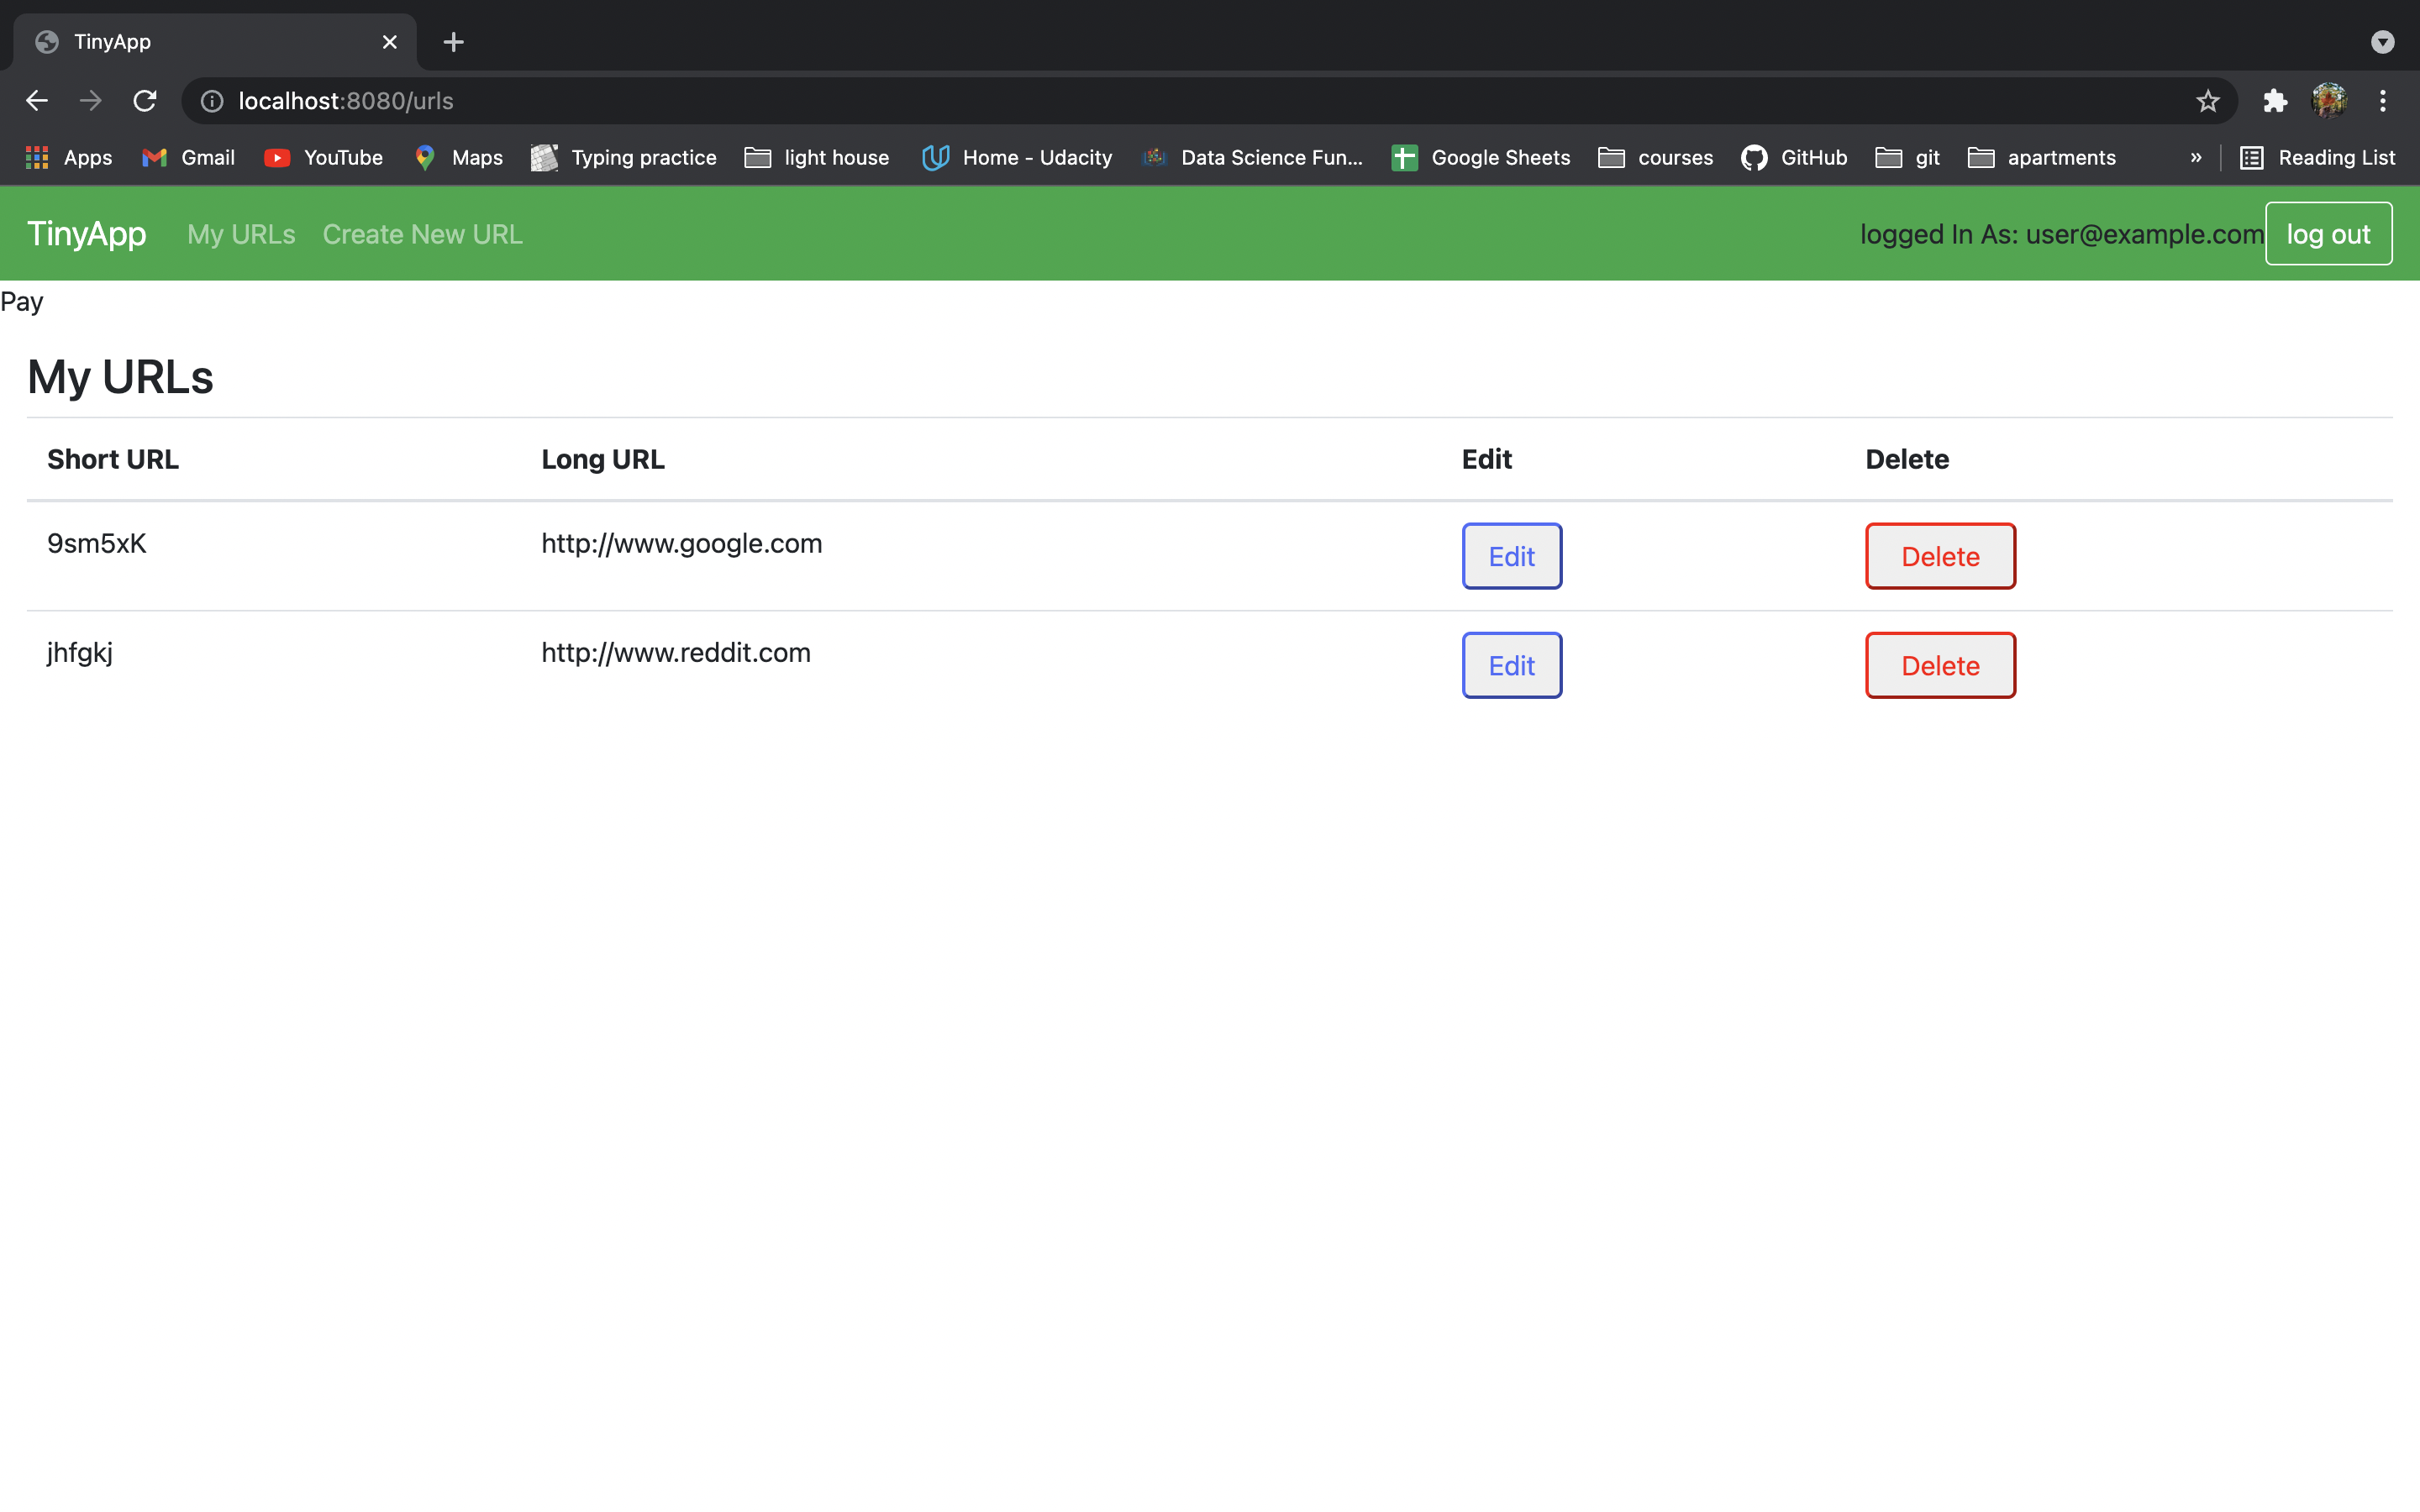 TinyApp
localhost:8080/urls
Apps Gmail YouTube Maps Typing practice light house Home - Udacity Data Science Fun... Google Sheets courses GitHub git apartments » Reading List
TinyApp My URLs Create New URL logged In As: user@example.com log out
Pay
My URLs
Short URL Long URL Edit Delete
9sm5xK http://www.google.com Edit Delete
jhfgkj http://www.reddit.com Edit Delete